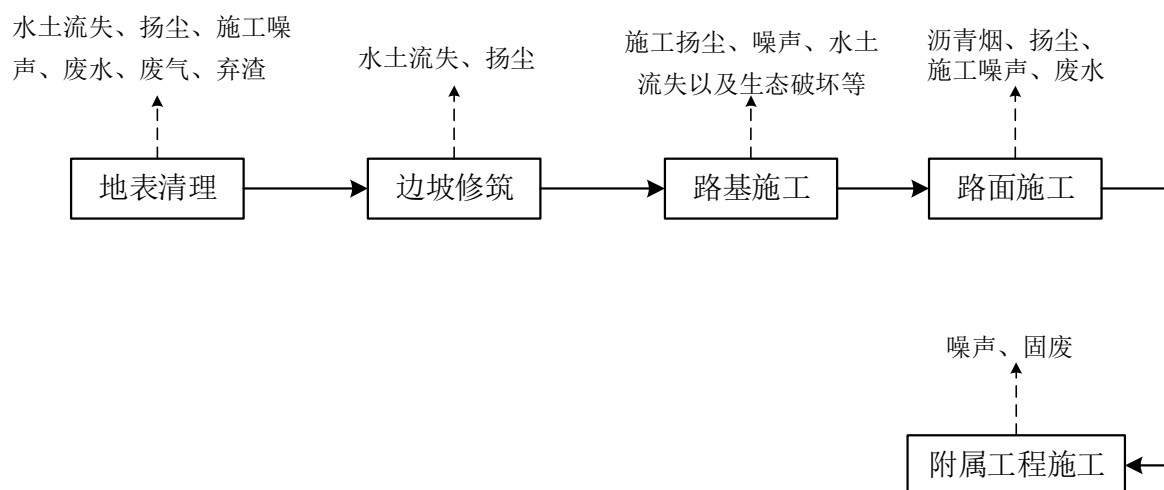 水土流失、扬尘、施工噪
声、废水、废气、弃渣
水土流失、扬尘
施工扬尘、噪声、水土
流失以及生态破坏等
沥青烟、扬尘、
施工噪声、废水
地表清理
边坡修筑
路基施工
路面施工
噪声、固废
附属工程施工